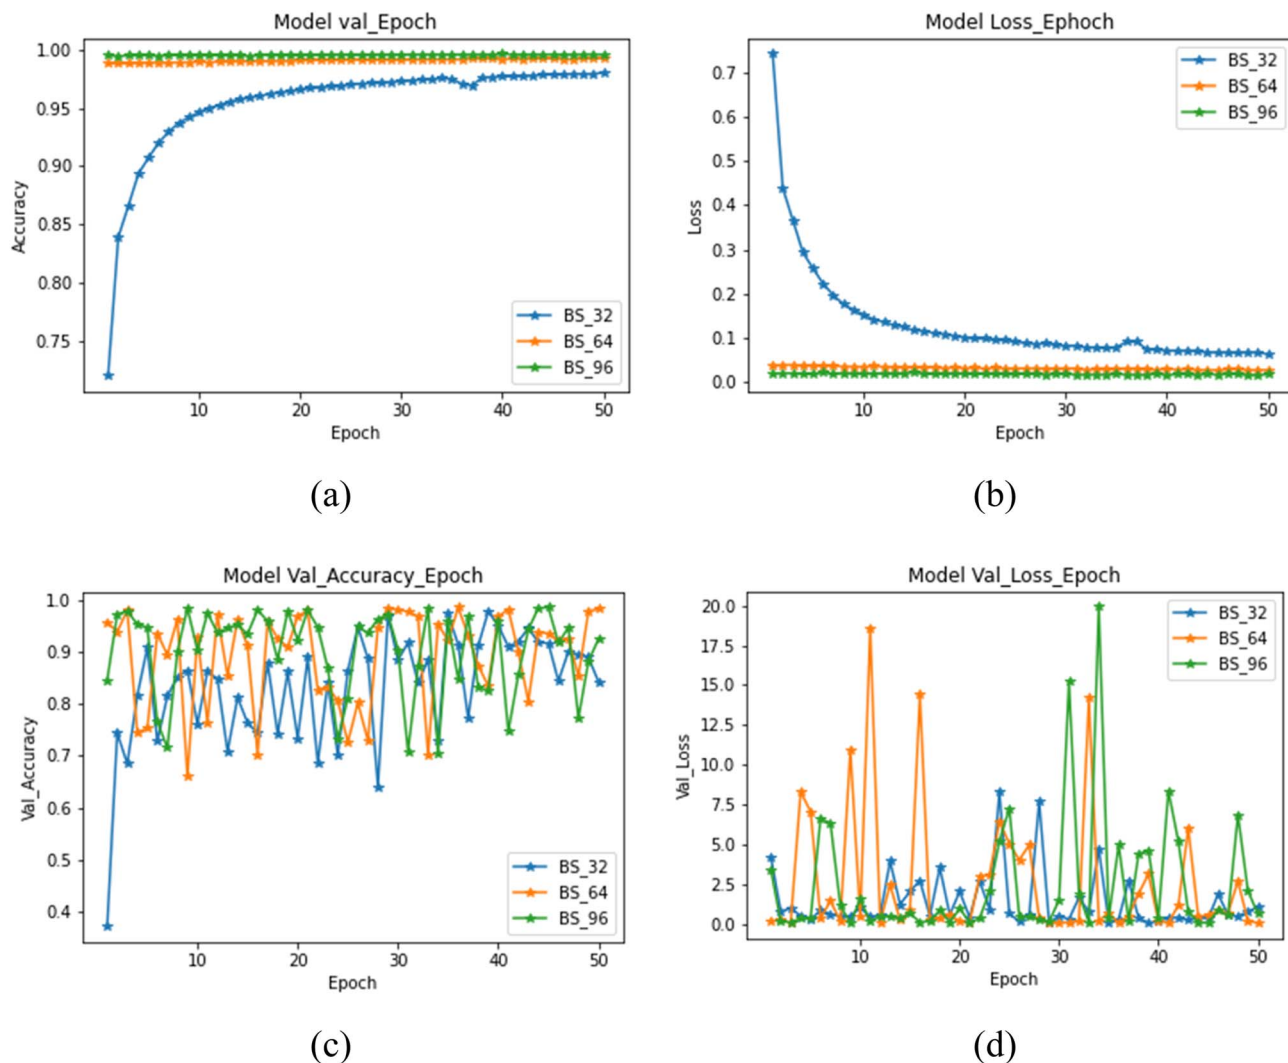 Model val_Epoch
1.00
0.95
0.90
0.85
0.80
0.75
Accuracy
10 20 30 40 50
Epoch
BS_32
BS_64
BS_96
(a)
Model Loss_Ephoch
0.7
0.6
0.5
0.4
0.3
0.2
0.1
0.0
Loss
10 20 30 40 50
Epoch
BS_32
BS_64
BS_96
(b)
Model Val_Accuracy_Epoch
1.0
0.9
0.8
0.7
0.6
0.5
0.4
Val_Accuracy
10 20 30 40 50
Epoch
BS_32
BS_64
BS_96
(c)
Model Val_Loss_Epoch
20.0
17.5
15.0
12.5
10.0
7.5
5.0
2.5
0.0
Val_Loss
10 20 30 40 50
Epoch
BS_32
BS_64
BS_96
(d)